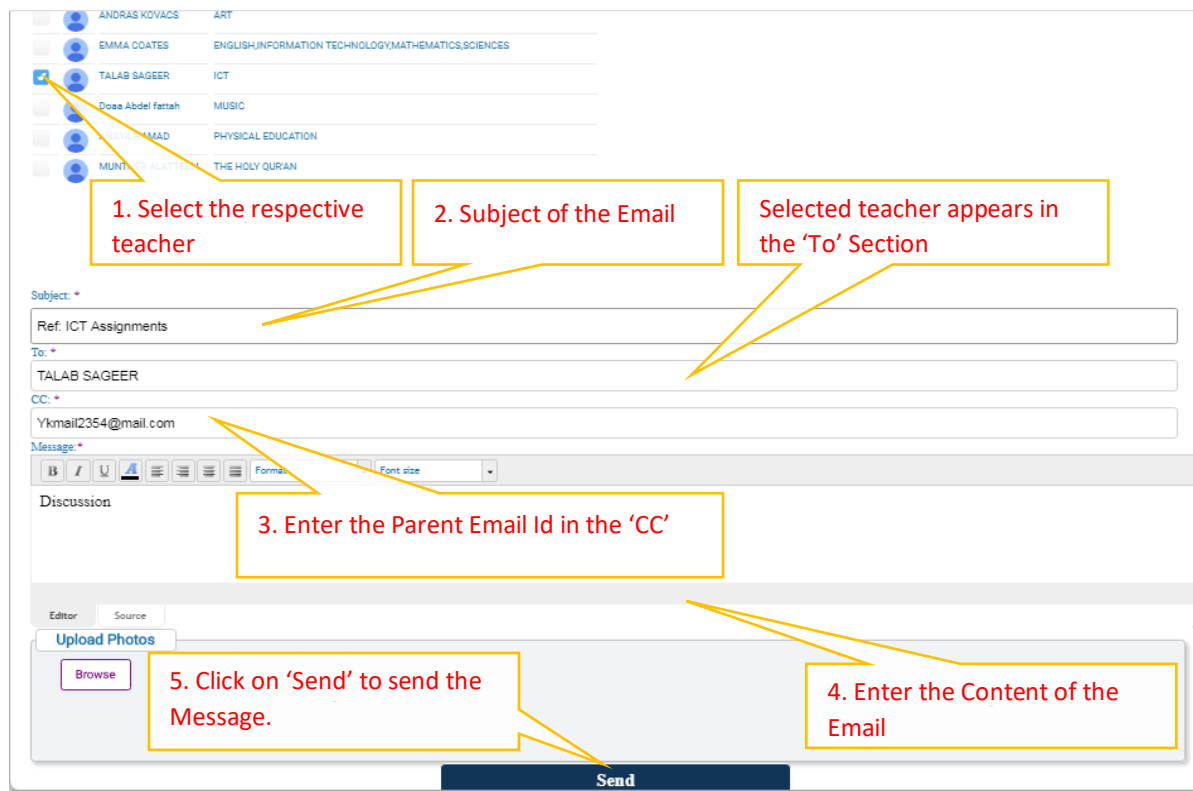 ANDRAS KOVACS ART
EMMA COATES ENGLISH,INFORMATION TECHNOLOGY,MATHEMATICS,SCIENCES
TALAB SAGEER ICT
Doaa Abdel fattah MUSIC
PHYSICAL EDUCATION
THE HOLY QUR'AN
1. Select the respective
teacher
2. Subject of the Email
Selected teacher appears in
the ‘To’ Section
Subject: *
Ref: ICT Assignments
To: *
TALAB SAGEER
CC: *
Ykmail2354@mail.com
Message:*
B I U A Font size
Discussion
3. Enter the Parent Email Id in the ‘CC’
Editor Source
Upload Photos
Browse
5. Click on ‘Send’ to send the
Message.
4. Enter the Content of the
Email
Send